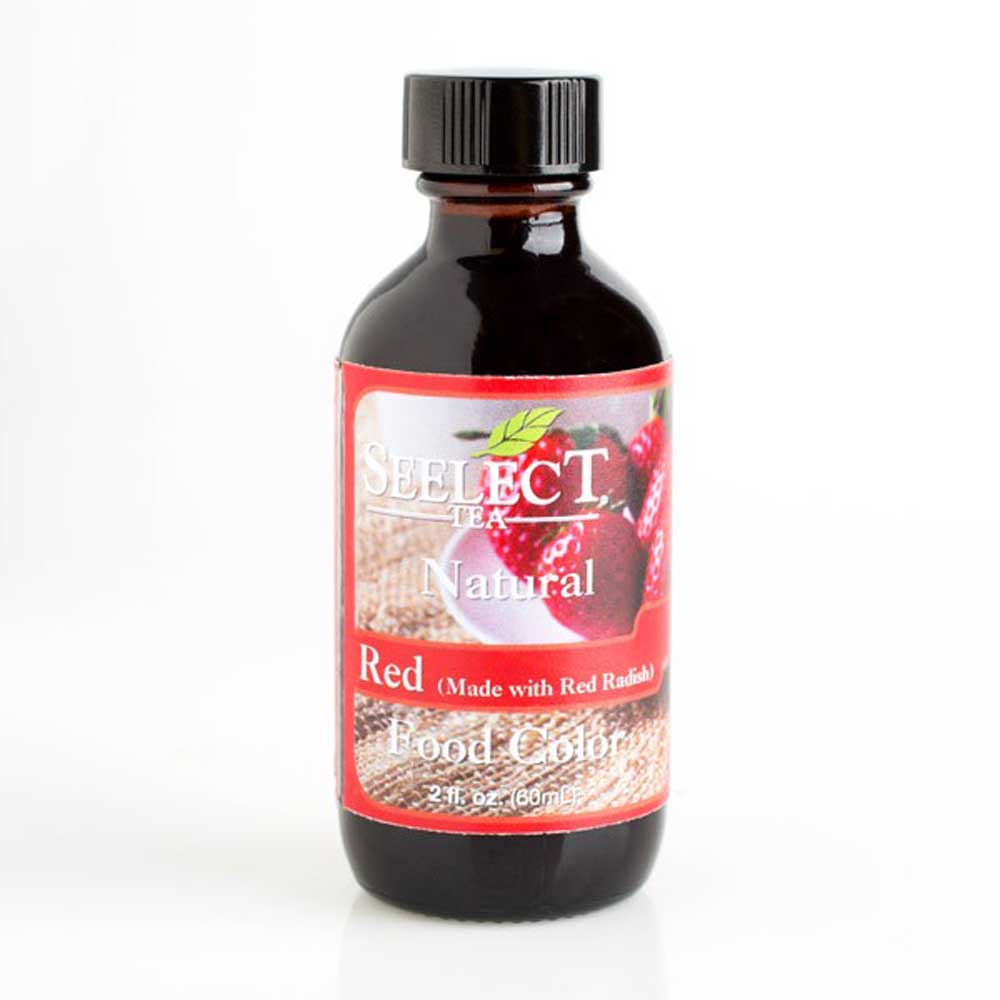 SEELECT
TEA
Natural
Red (Made with Red Radish)
Food Color
2 fl. oz. (60mL)